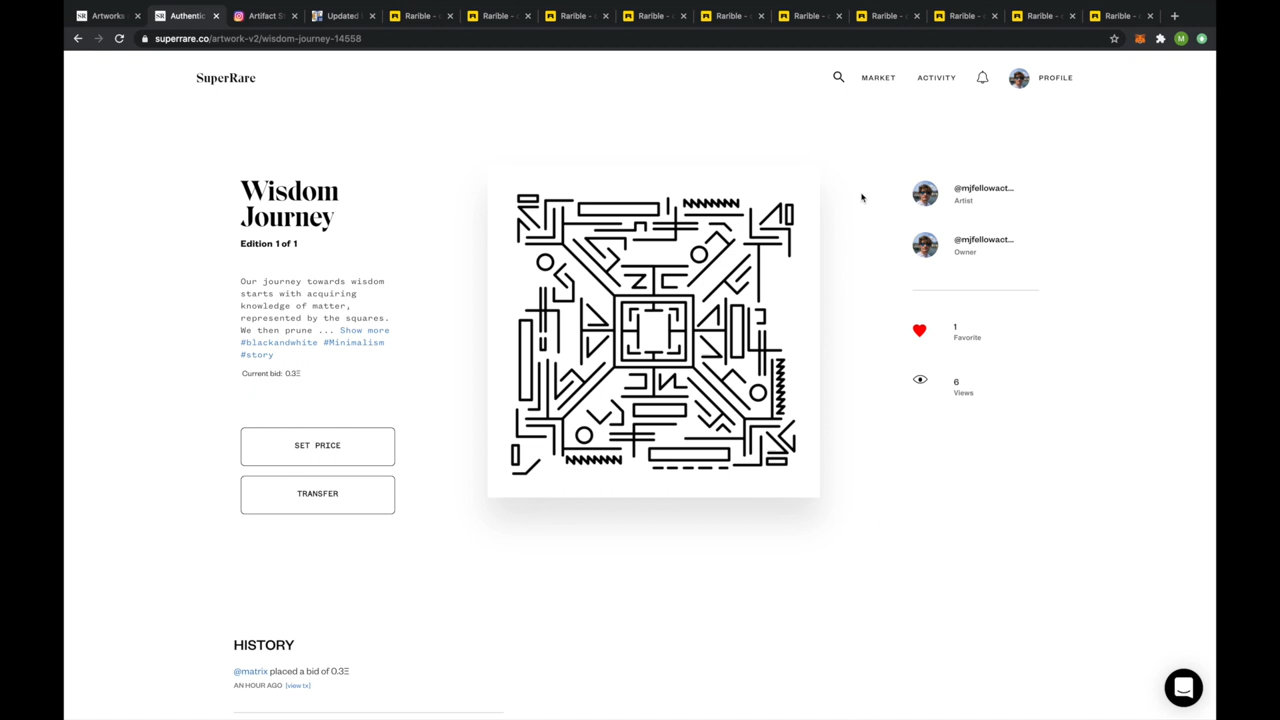 Artworks
Authentic
Artifact S
Updated
Rarible -
Rarible -
Rarible -
Rarible -
Rarible -
Rarible -
Rarible -
Rarible -
Rarible -
Rarible -
superrare.co/artwork-v2/wisdom-journey-14558
M
SuperRare
MARKET
ACTIVITY
PROFILE
Wisdom
Journey
Edition 1 of 1
Our journey towards wisdom
starts with acquiring
knowledge of matter,
represented by the squares.
We then prune ... Show more
#blackandwhite #Minimalism
#story
Current bid: 0.3Ξ
SET PRICE
TRANSFER
@mjfellowact...
Artist
@mjfellowact...
Owner
1
Favorite
6
Views
HISTORY
@matrix placed a bid of 0.3Ξ
AN HOUR AGO [view tx]